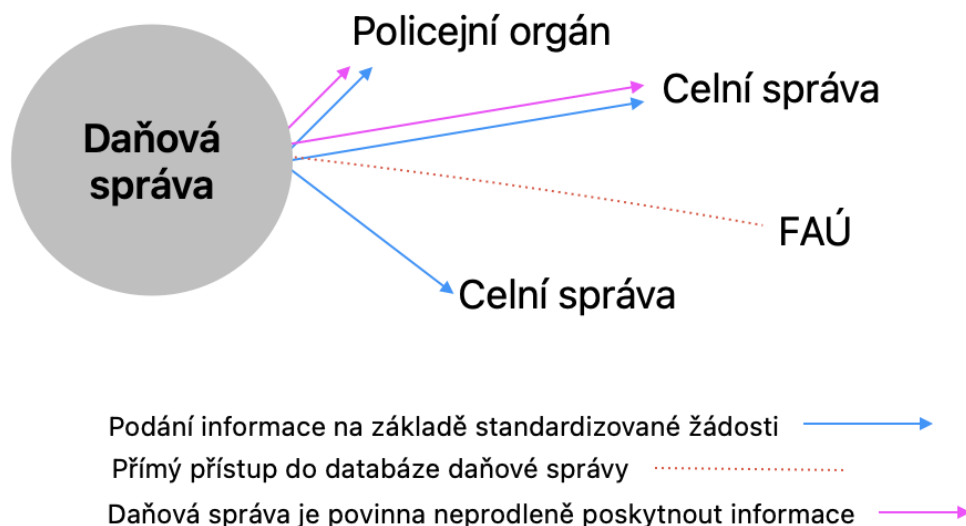 Policejní orgán
Celní správa
Daňová
správa
FAÚ
Celní správa
Podání informace na základě standardizované žádosti
Přímý přístup do databáze daňové správy
Daňová správa je povinna neprodleně poskytnout informace